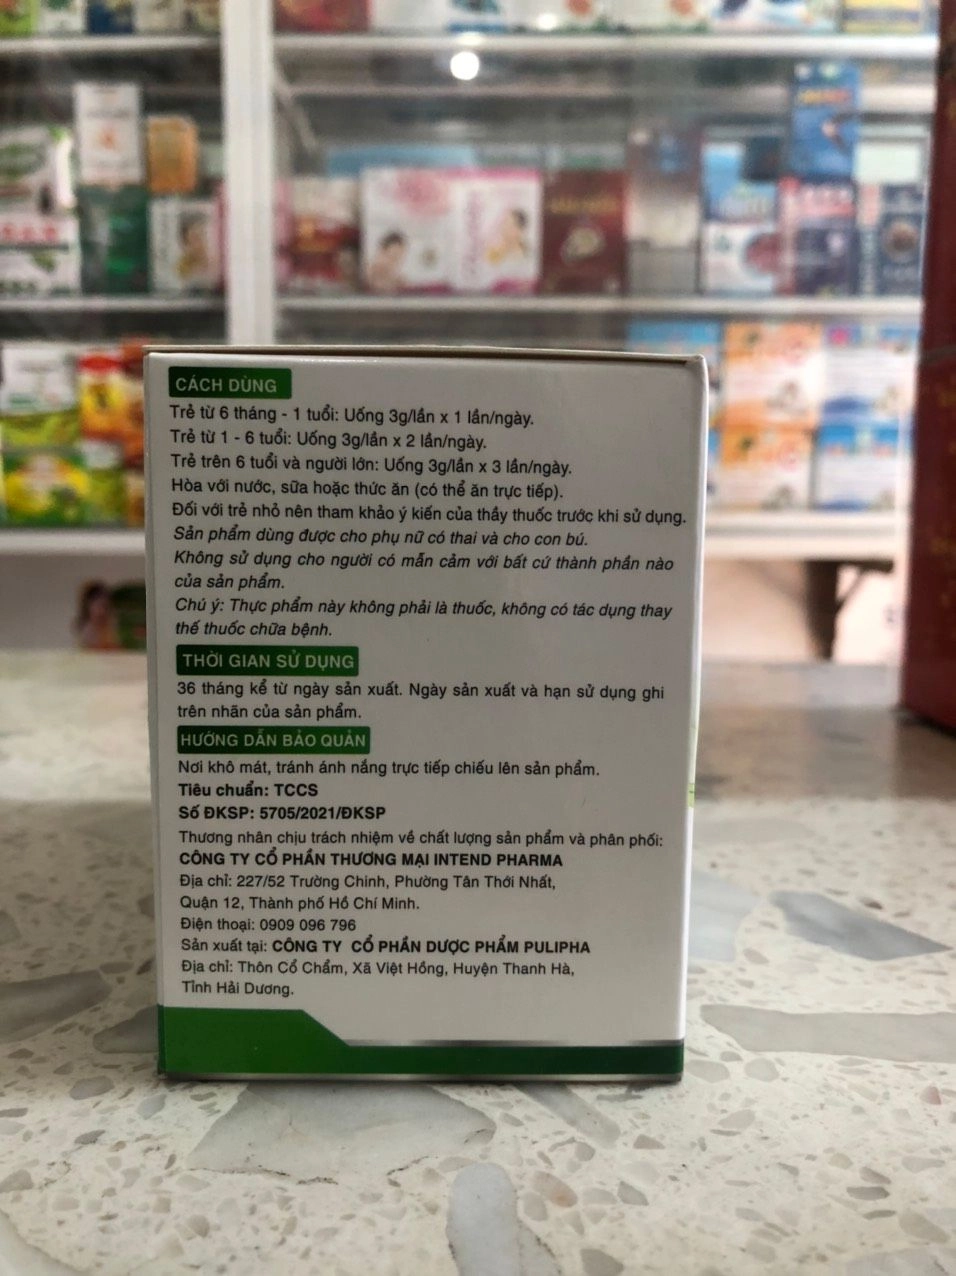 CÁCH DÙNG
Trẻ từ 6 tháng - 1 tuổi: Uống 3g/lần x 1 lần/ngày.
Trẻ từ 1 - 6 tuổi: Uống 3g/lần x 2 lần/ngày.
Trẻ trên 6 tuổi và người lớn: Uống 3g/lần x 3 lần/ngày.
Hòa với nước, sữa hoặc thức ăn (có thể ăn trực tiếp).
Đối với trẻ nhỏ nên tham khảo ý kiến của thầy thuốc trước khi sử dụng.
Sản phẩm dùng được cho phụ nữ có thai và cho con bú.
Không sử dụng cho người có mẫn cảm với bất cứ thành phần nào
của sản phẩm.
Chú ý: Thực phẩm này không phải là thuốc, không có tác dụng thay
thế thuốc chữa bệnh.
THỜI GIAN SỬ DỤNG
36 tháng kể từ ngày sản xuất. Ngày sản xuất và hạn sử dụng ghi
trên nhãn của sản phẩm.
HƯỚNG DẪN BẢO QUẢN
Nơi khô mát, tránh ánh nắng trực tiếp chiếu lên sản phẩm.
Tiêu chuẩn: TCCS
Số ĐKSP: 5705/2021/ĐKSP
Thương nhân chịu trách nhiệm về chất lượng sản phẩm và phân phối:
CÔNG TY CỔ PHẦN THƯƠNG MẠI INTEND PHARMA
Địa chỉ: 227/52 Trường Chinh, Phường Tân Thới Nhất,
Quận 12, Thành phố Hồ Chí Minh.
Điện thoại: 0909 096 796
Sản xuất tại: CÔNG TY CỔ PHẦN DƯỢC PHẨM PULIPHA
Địa chỉ: Thôn Cổ Chẩm, Xã Việt Hồng, Huyện Thanh Hà,
Tỉnh Hải Dương.